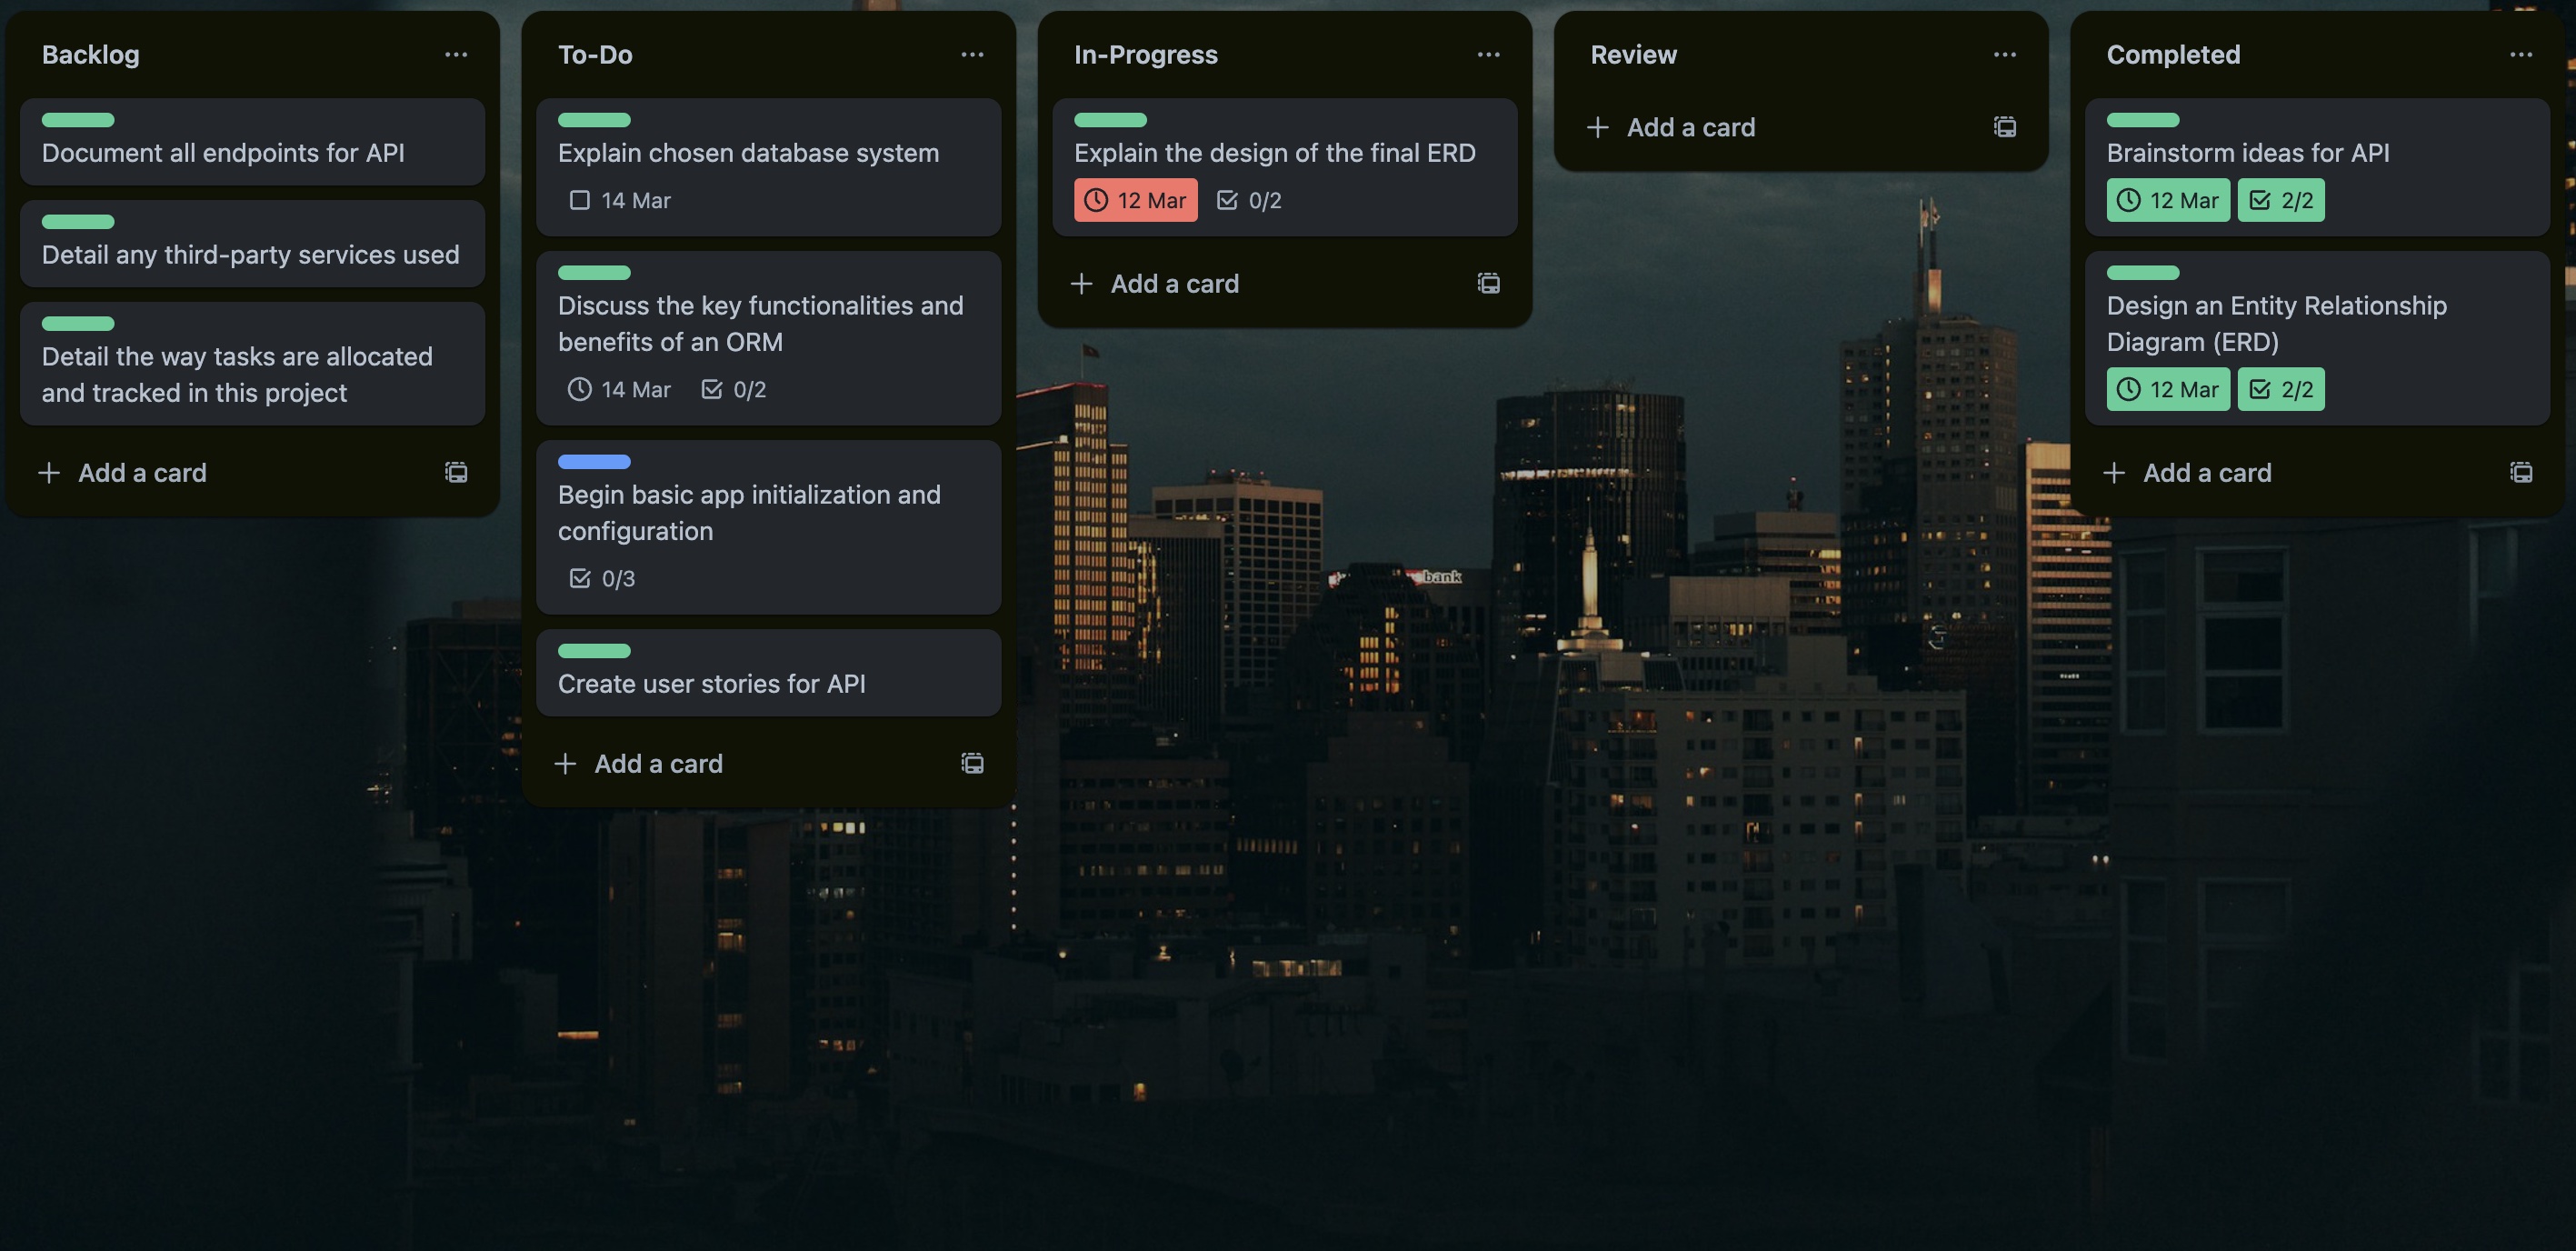 Backlog
Document all endpoints for API
Detail any third-party services used
Detail the way tasks are allocated
and tracked in this project
Add a card
To-Do
Explain chosen database system
14 Mar
Discuss the key functionalities and
benefits of an ORM
14 Mar 0/2
Begin basic app initialization and
configuration
0/3
Create user stories for API
Add a card
In-Progress
Explain the design of the final ERD
12 Mar 0/2
Add a card
Review
Add a card
Completed
Brainstorm ideas for API
12 Mar 2/2
Design an Entity Relationship
Diagram (ERD)
12 Mar 2/2
Add a card
bank